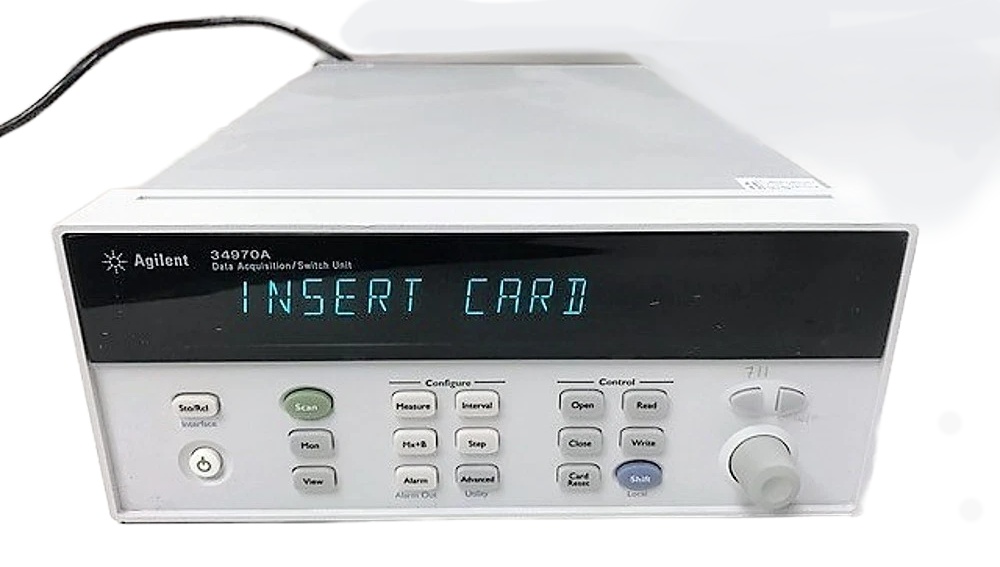 Agilent 34970A
Data Acquisition/Switch Unit
INSERT CARD
711
Configure Control
Sto/Rcl Scan Measure Interval Open Read
Interface
Mon Mx+B Step Close Write
View Alarm Advanced Card Reset Shift
Alarm Out Utility Local